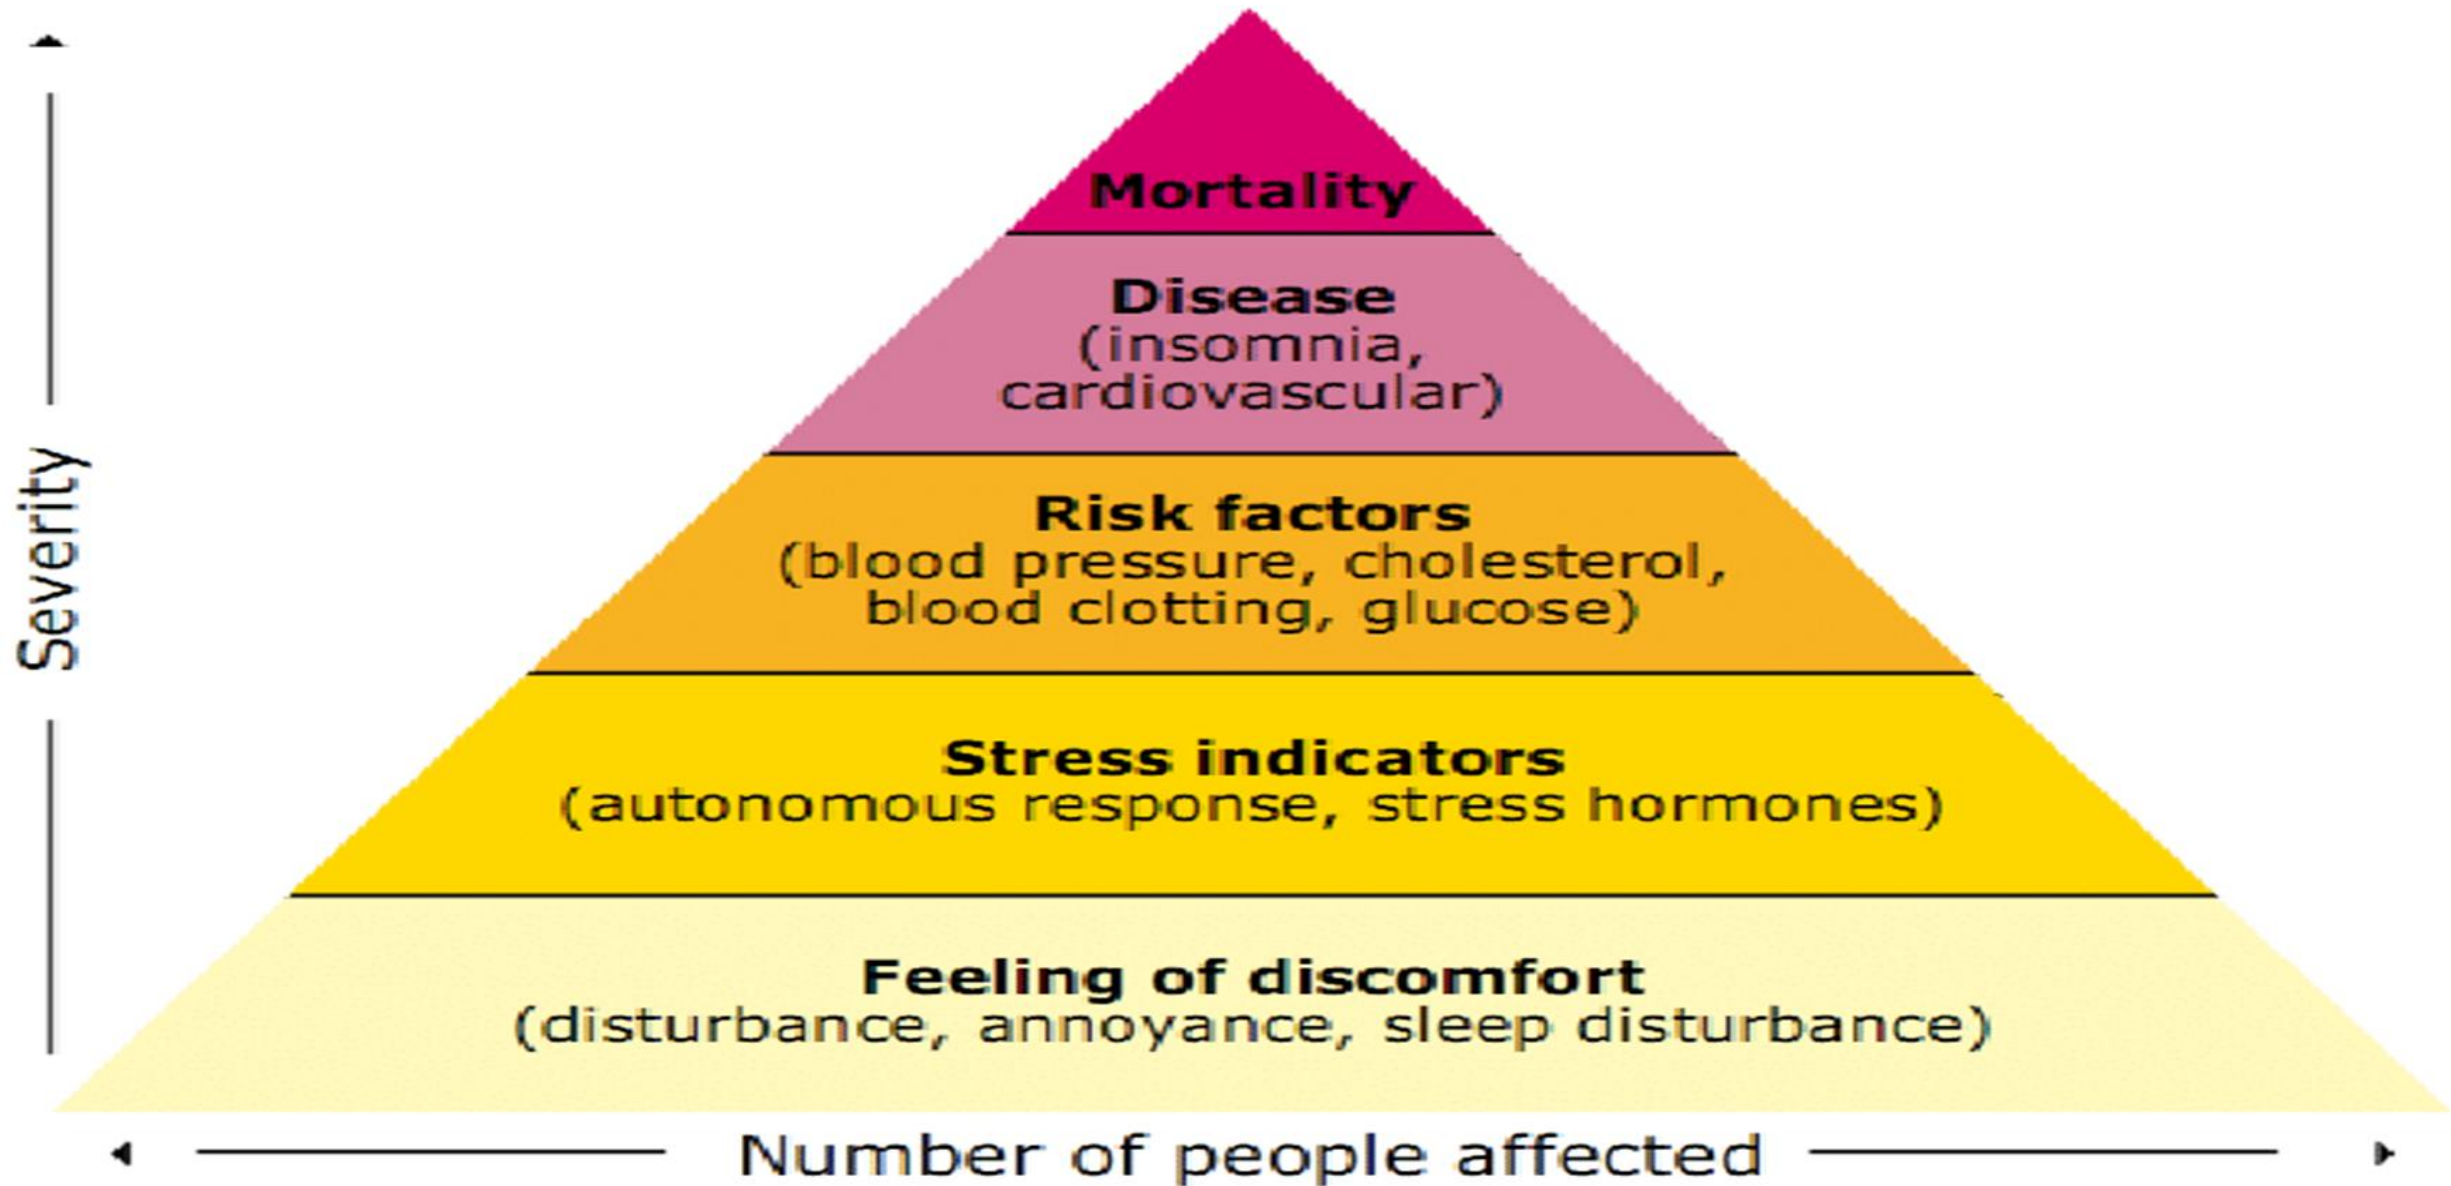 Mortality
Disease
(insomnia,
cardiovascular)
Risk factors
(blood pressure, cholesterol,
blood clotting, glucose)
Stress indicators
(autonomous response, stress hormones)
Feeling of discomfort
(disturbance, annoyance, sleep disturbance)
Severity
Number of people affected